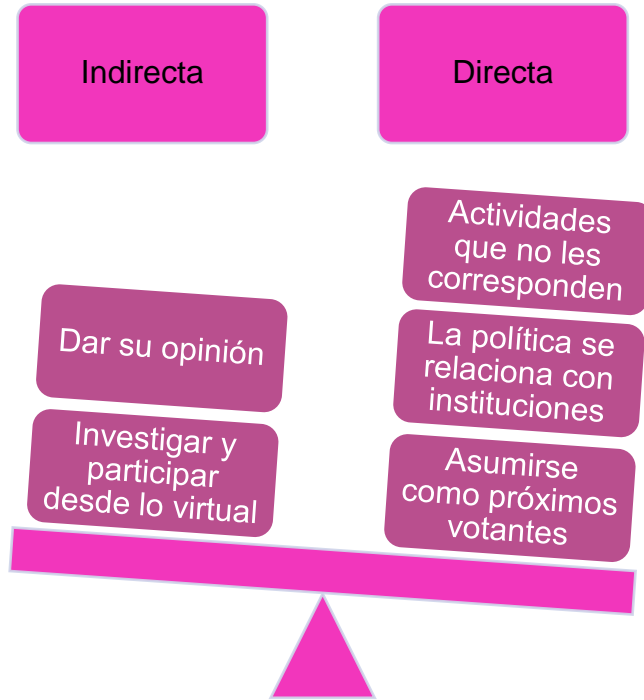 Indirecta
Directa
Dar su opinión
Investigar y
participar
desde lo virtual
Actividades
que no les
corresponden
La política se
relaciona con
instituciones
Asumirse
como próximos
votantes